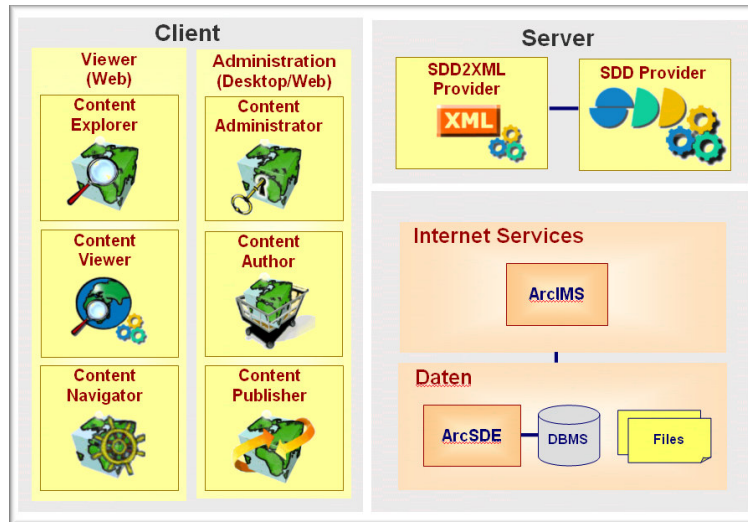 Client
Viewer
(Web)
Content
Explorer
Content
Viewer
Content
Navigator
Administration
(Desktop/Web)
Content
Administrator
Content
Author
Content
Publisher
Server
SDD2XML
Provider
XML
SDD Provider
Internet Services
ArcIMS
Daten
ArcSDE
DBMS
Files